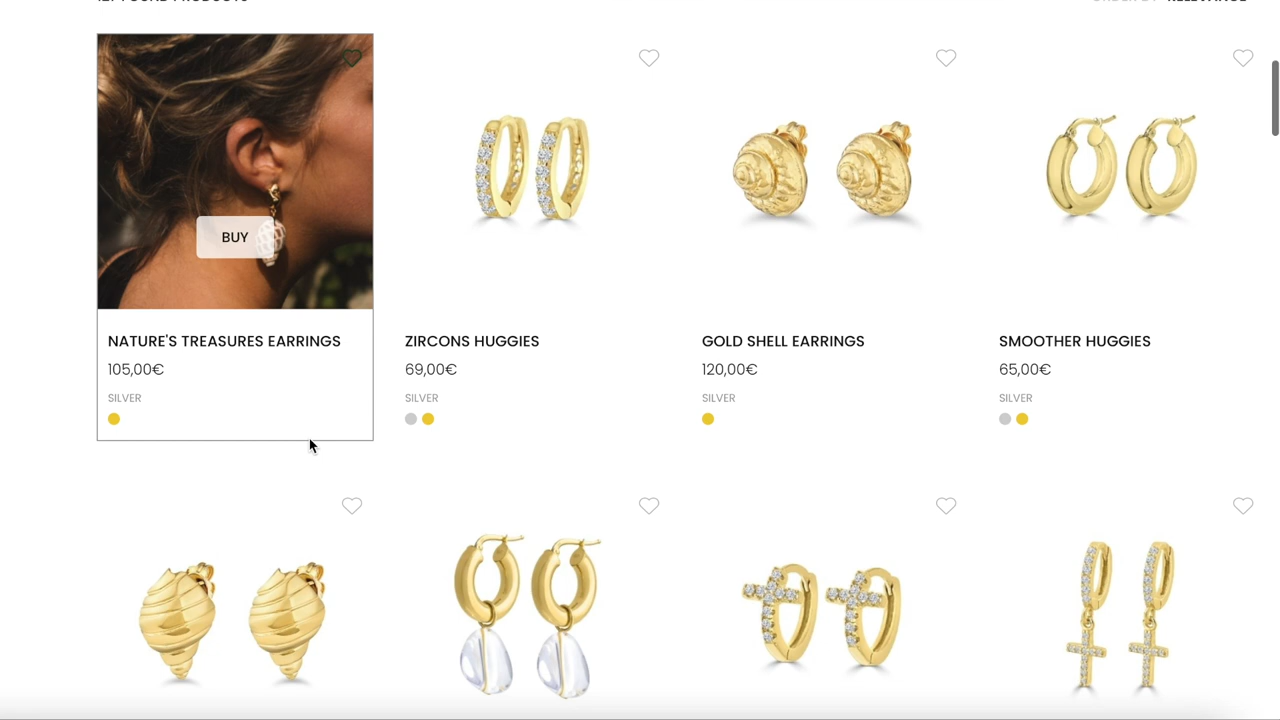 BUY
NATURE'S TREASURES EARRINGS
105,00€
SILVER
ZIRCONS HUGGIES
69,00€
SILVER
GOLD SHELL EARRINGS
120,00€
SILVER
SMOOTHER HUGGIES
65,00€
SILVER